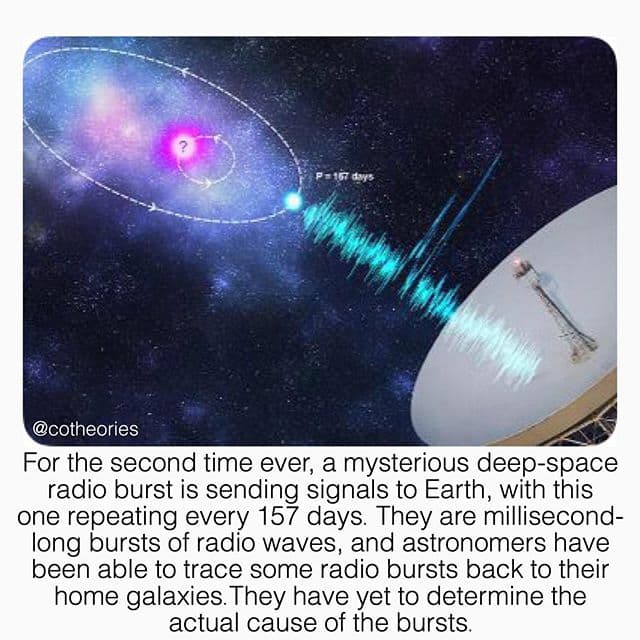 ?
P = 157 days
@cotheories
For the second time ever, a mysterious deep-space
radio burst is sending signals to Earth, with this
one repeating every 157 days. They are millisecond-
long bursts of radio waves, and astronomers have
been able to trace some radio bursts back to their
home galaxies.They have yet to determine the
actual cause of the bursts.